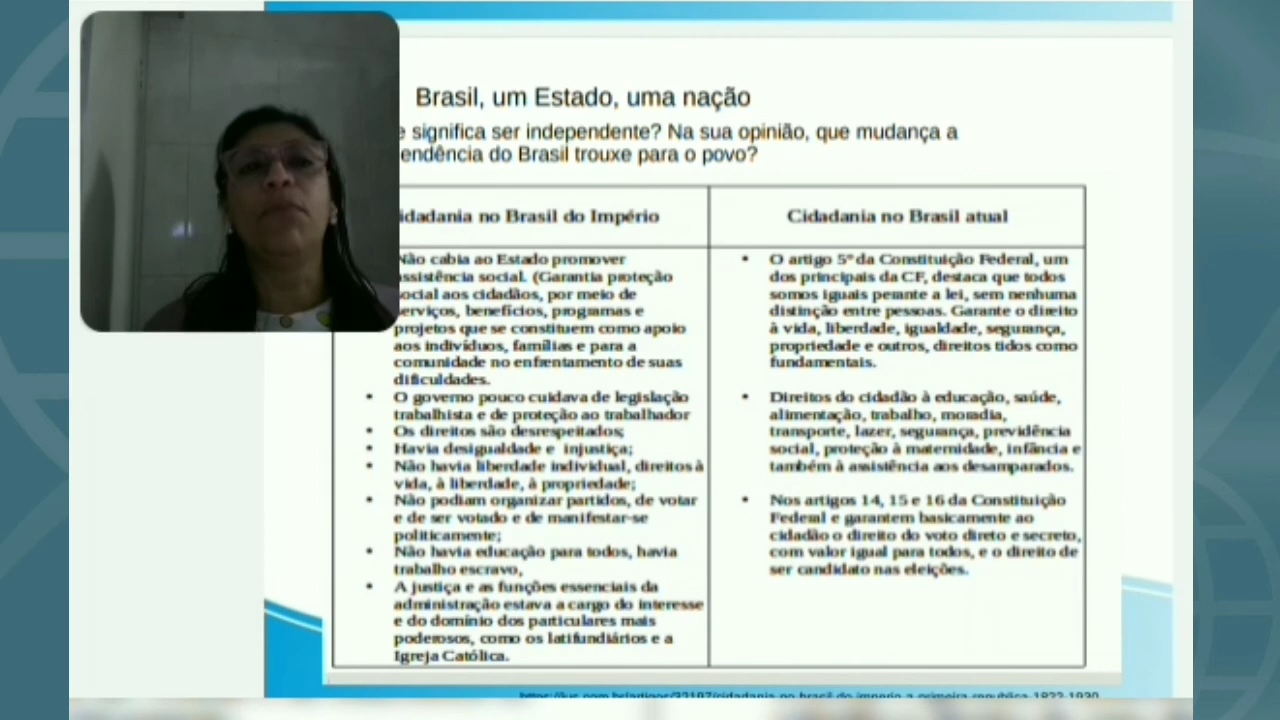 Brasil, um Estado, uma nação
e significa ser independente? Na sua opinião, que mudança a
endência do Brasil trouxe para o povo?
idadania no Brasil do Império
Não cabia ao Estado promover
assistência social. (Garantia proteção
social aos cidadãos, por meio de
serviços, benefícios, programas e
projetos que se constituem como apoio
aos indivíduos, famílias e para a
comunidade no enfrentamento de suas
dificuldades.
• O governo pouco cuidava de legislação
trabalhista e de proteção ao trabalhador
• Os direitos são desrespeitados;
• Havia desigualdade e injustiça;
• Não havia liberdade individual, direitos à
vida, à liberdade, à propriedade;
• Não podiam organizar partidos, de votar
e de ser votado e de manifestar-se
politicamente;
• Não havia educação para todos, havia
trabalho escravo,
• A justiça e as funções essenciais da
administração estava a cargo do interesse
e do domínio dos particulares mais
poderosos, como os latifundiários e a
Igreja Católica.
Cidadania no Brasil atual
• O artigo 5º da Constituição Federal, um
dos principais da CF, destaca que todos
somos iguais perante a lei, sem nenhuma
distinção entre pessoas. Garante o direito
à vida, liberdade, igualdade, segurança,
propriedade e outros, direitos tidos como
fundamentais.
• Direitos do cidadão à educação, saúde,
alimentação, trabalho, moradia,
transporte, lazer, segurança, previdência
social, proteção à maternidade, infância e
também à assistência aos desamparados.
• Nos artigos 14, 15 e 16 da Constituição
Federal e garantem basicamente ao
cidadão o direito do voto direto e secreto,
com valor igual para todos, e o direito de
ser candidato nas eleições.